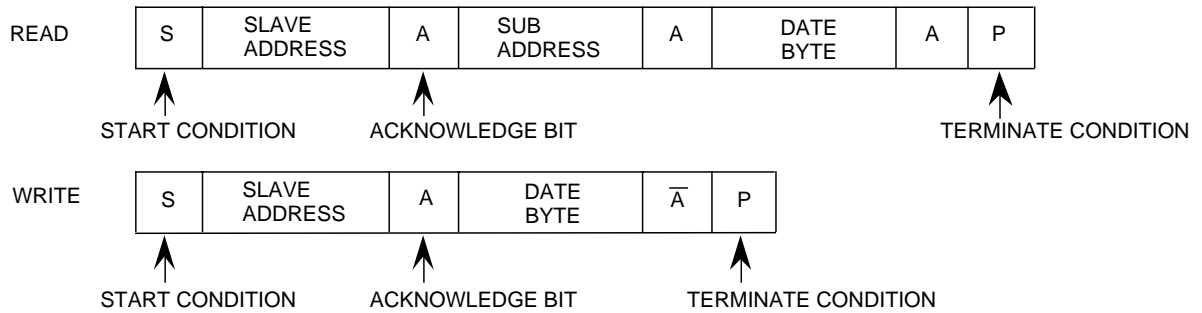 READ
S
SLAVE
ADDRESS
A
SUB
ADDRESS
A
DATE
BYTE
A
P
START CONDITION
ACKNOWLEDGE BIT
TERMINATE CONDITION
WRITE
S
SLAVE
ADDRESS
A
DATE
BYTE
A̅
P
START CONDITION
ACKNOWLEDGE BIT
TERMINATE CONDITION